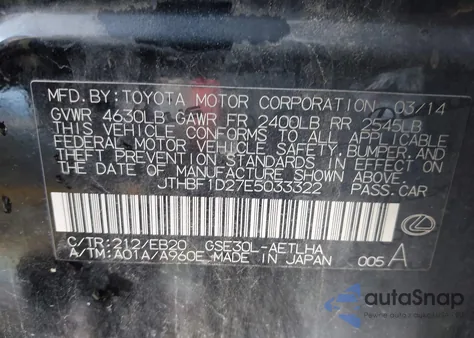 MFD.BY:TOYOTA MOTOR CORPORATION 03/14
GVWR 4630LB GAWR FR 2400LB RR 2545LB
THIS VEHICLE CONFORMS TO ALL APPLICABLE
FEDERAL MOTOR VEHICLE SAFETY, BUMPER, AND
THEFT PREVENTION STANDARDS IN EFFECT ON
THE DATE OF MANUFACTURE SHOWN ABOVE.
JTHBF1D27E5033322 PASS.CAR
C/TR:212/EB20 GSE30L-AETLHA
A/TM:A01A/A960E MADE IN JAPAN 005 A
autoSnap